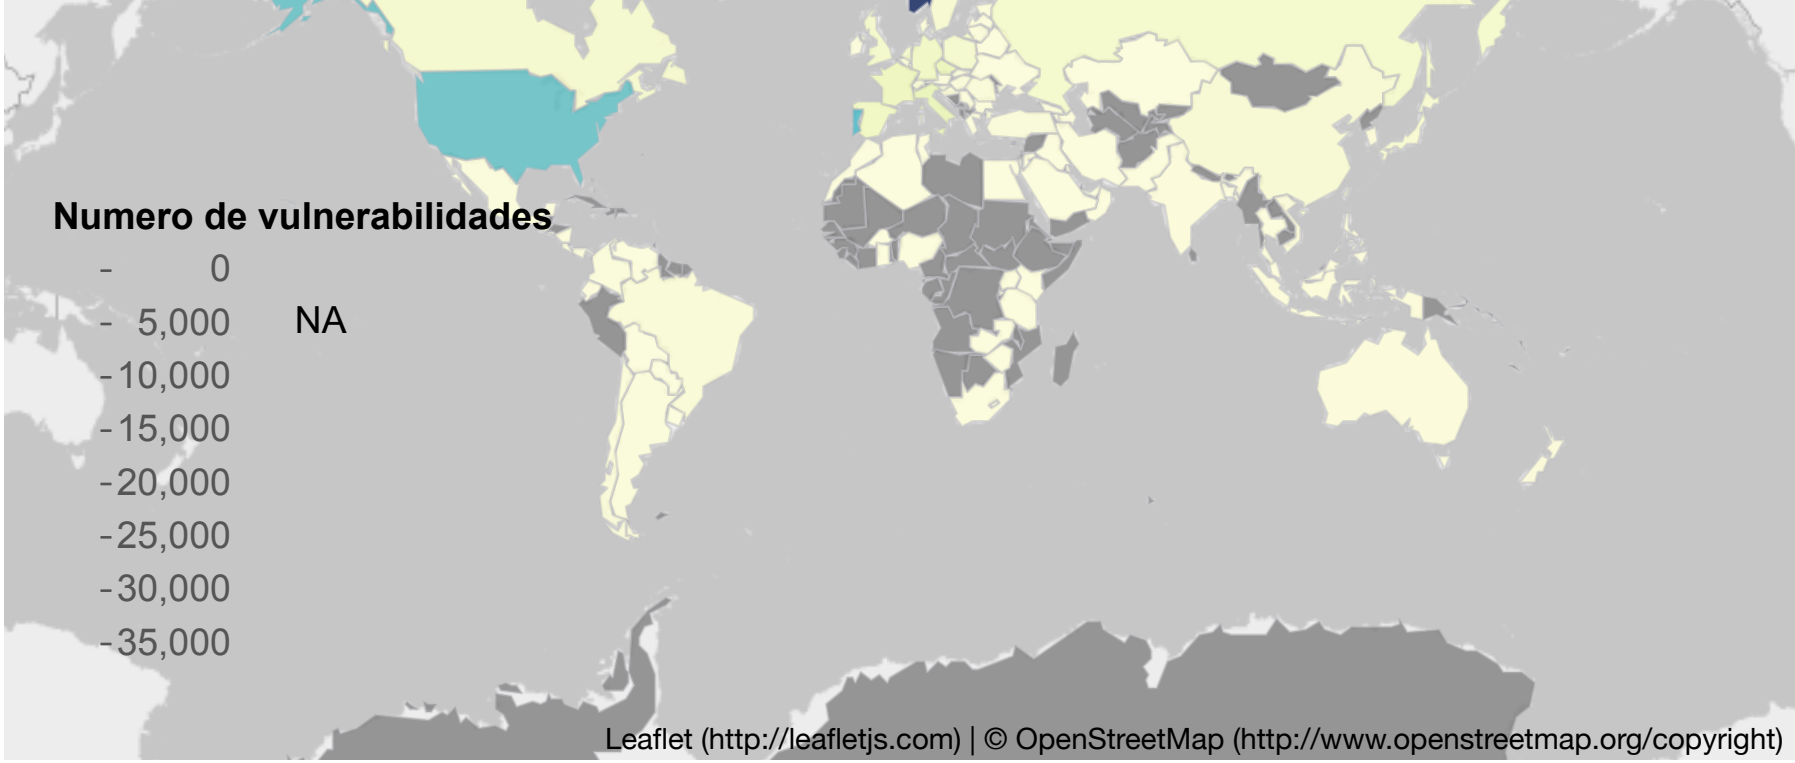 Numero de vulnerabilidades
- 0
- 5,000 NA
-10,000
-15,000
-20,000
-25,000
-30,000
-35,000
Leaflet (http://leafletjs.com) | © OpenStreetMap (http://www.openstreetmap.org/copyright)